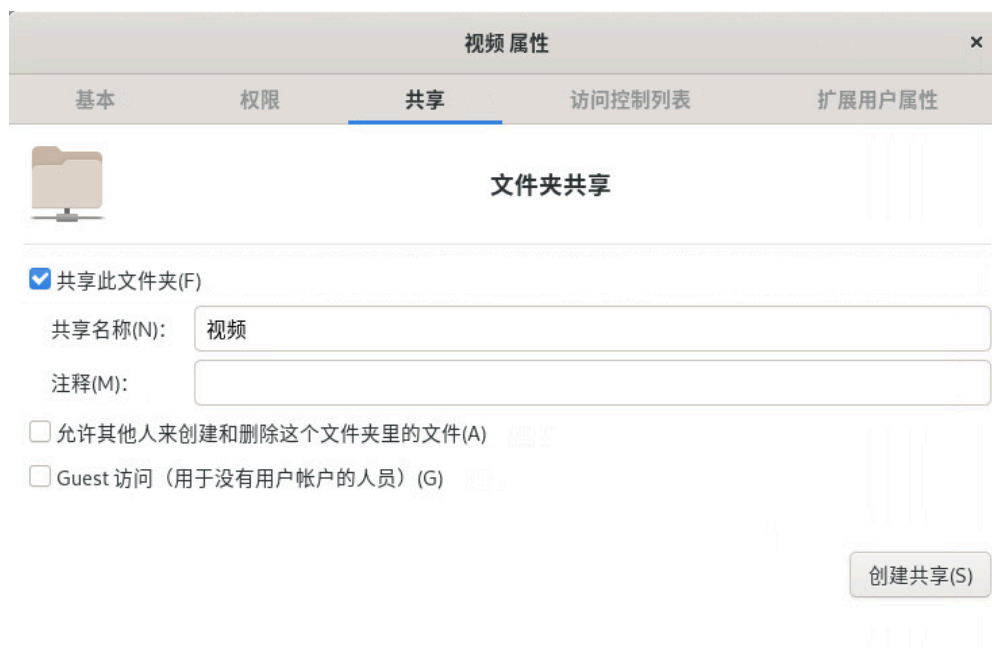 视频 属性
×
基本 权限 共享 访问控制列表 扩展用户属性
文件夹共享
共享此文件夹(F)
共享名称(N): 视频
注释(M):
允许其他人来创建和删除这个文件夹里的文件(A)
Guest 访问（用于没有用户帐户的人员）(G)
创建共享(S)